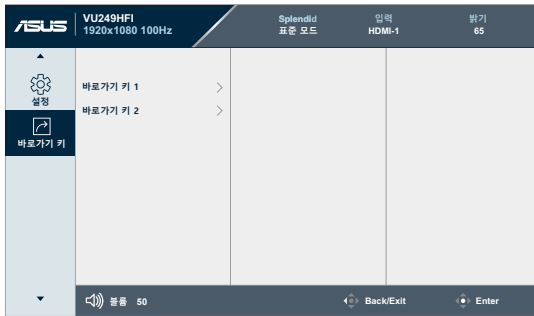 ASUS
VU249HFI
1920x1080 100Hz
Splendid
표준 모드
입력
HDMI-1
밝기
65
설정
바로가기 키
바로가기 키 1
바로가기 키 2
볼륨 50
Back/Exit
Enter